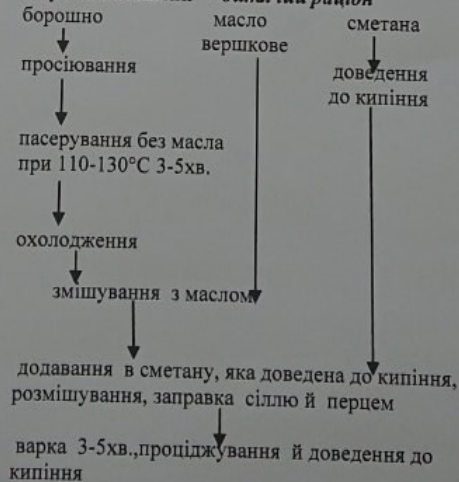 раціон
борошно
масло
вершкове
сметана
просіювання
доведення
до кипіння
пасерування без масла
при 110-130°С 3-5хв.
охолодження
змішування з маслом
додавання в сметану, яка доведена до кипіння,
розмішування, заправка сіллю й перцем
варка 3-5хв.,проціджування й доведення до
кипіння